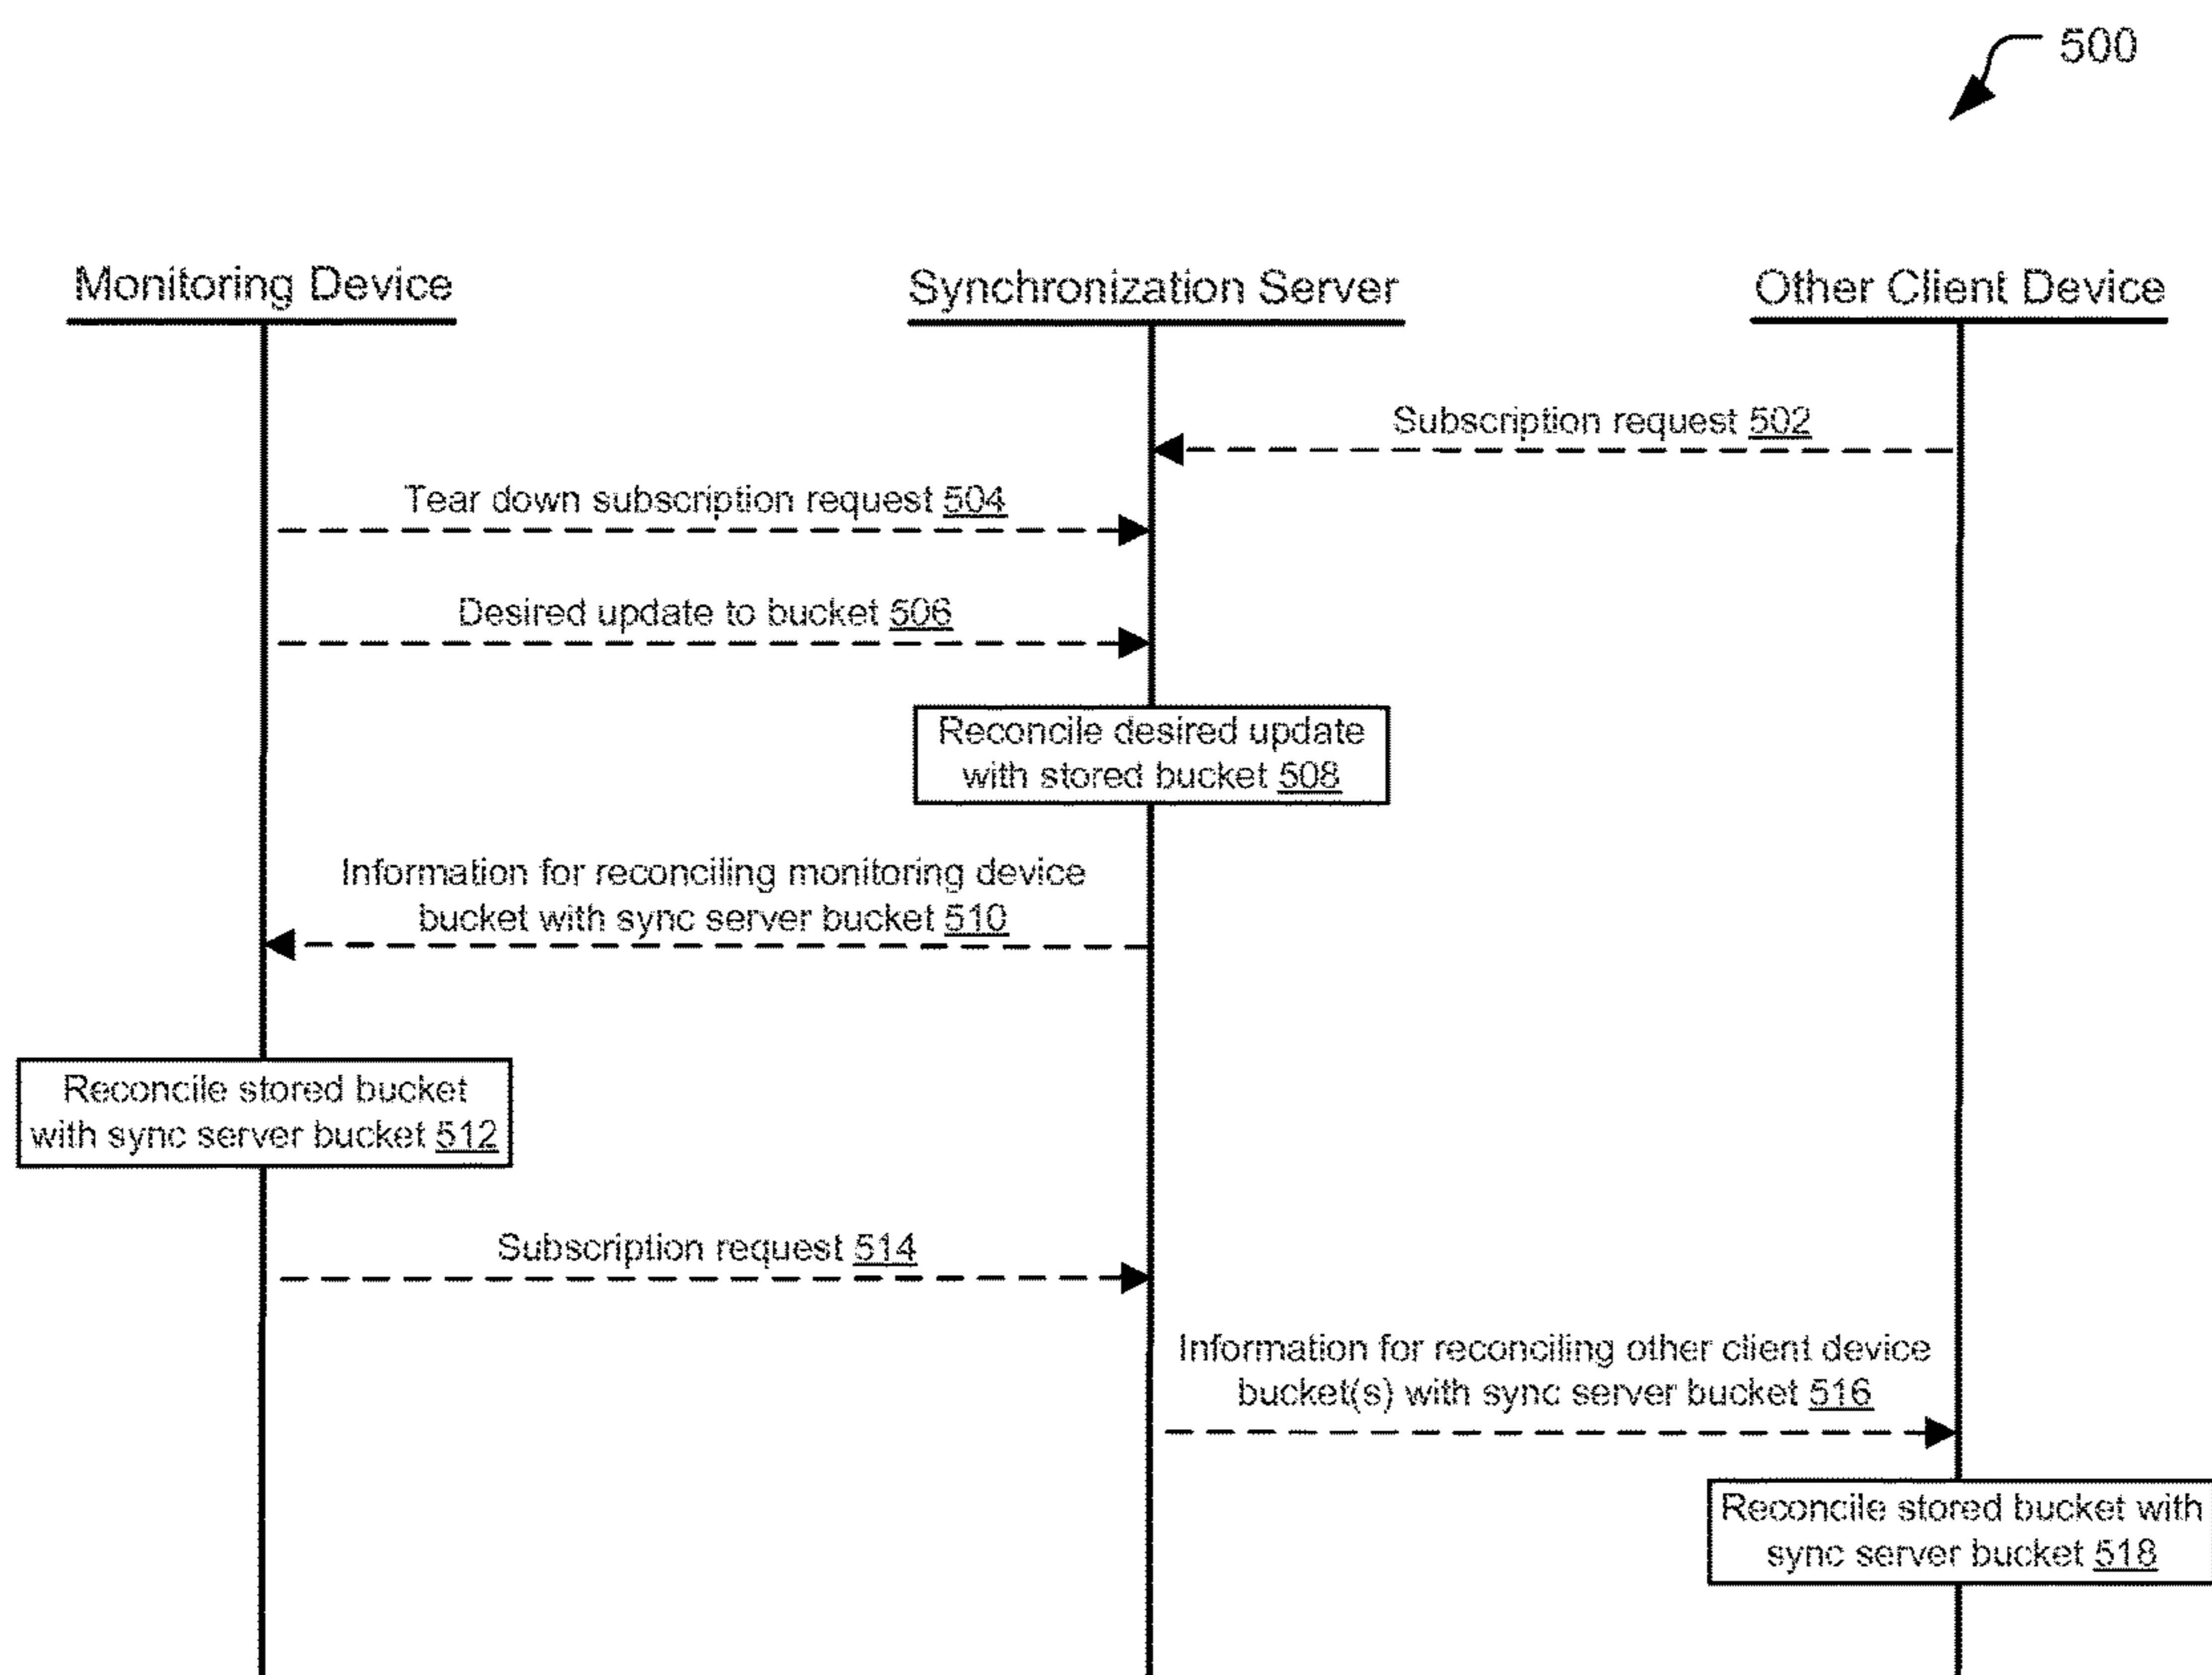 500
Monitoring Device
Synchronization Server
Other Client Device
Subscription request 502
Tear down subscription request 504
Desired update to bucket 506
Reconcile desired update
with stored bucket 508
Information for reconciling monitoring device
bucket with sync server bucket 510
Reconcile stored bucket
with sync server bucket 512
Subscription request 514
Information for reconciling other client device
bucket(s) with sync server bucket 516
Reconcile stored bucket with
sync server bucket 518